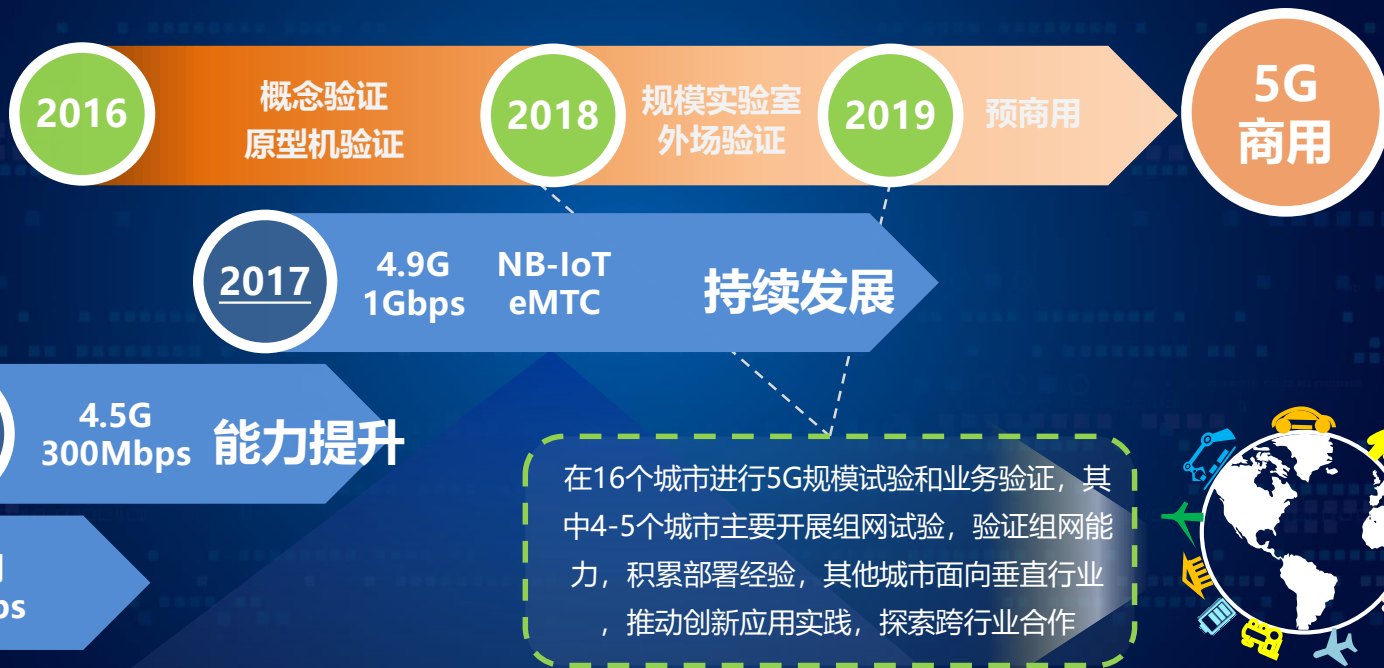 2016
概念验证
原型机验证
2018
规模实验室
外场验证
2019
预商用
5G
商用
2017
4.9G
1Gbps
NB-IoT
eMTC
持续发展
4.5G
300Mbps
能力提升
在16个城市进行5G规模试验和业务验证，其
中4-5个城市主要开展组网试验，验证组网能
力，积累部署经验，其他城市面向垂直行业
，推动创新应用实践，探索跨行业合作